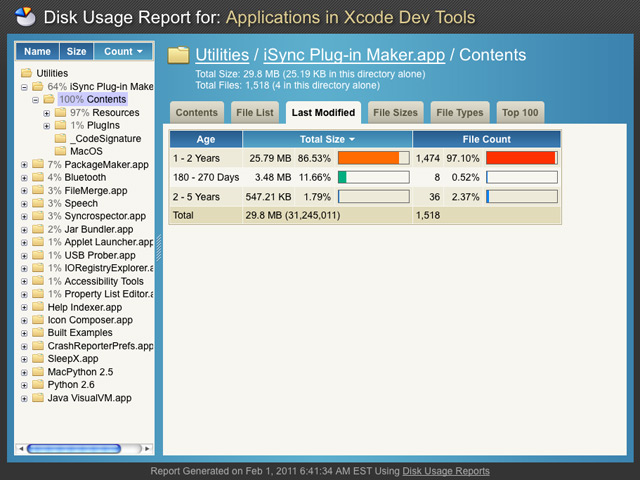 Disk Usage Report for: Applications in Xcode Dev Tools
Name Size Count
Utilities
64% iSync Plug-in Make
100% Contents
97% Resources
1% PlugIns
_CodeSignature
MacOS
7% PackageMaker.app
4% Bluetooth
3% FileMerge.app
3% Speech
3% Syncrospector.app
2% Jar Bundler.app
1% Applet Launcher.app
1% USB Prober.app
1% IORegistryExplorer.a
1% Accessibility Tools
1% Property List Editor.a
Help Indexer.app
Icon Composer.app
Built Examples
CrashReporterPrefs.app
SleepX.app
MacPython 2.5
Python 2.6
Java VisualVM.app
Utilities / iSync Plug-in Maker.app / Contents
Total Size: 29.8 MB (25.19 KB in this directory alone)
Total Files: 1,518 (4 in this directory alone)
Contents File List Last Modified File Sizes File Types Top 100
Age Total Size File Count
1 - 2 Years 25.79 MB 86.53% 1,474 97.10%
180 - 270 Days 3.48 MB 11.66% 8 0.52%
2 - 5 Years 547.21 KB 1.79% 36 2.37%
Total 29.8 MB (31,245,011) 1,518
Report Generated on Feb 1, 2011 6:41:34 AM EST Using Disk Usage Reports